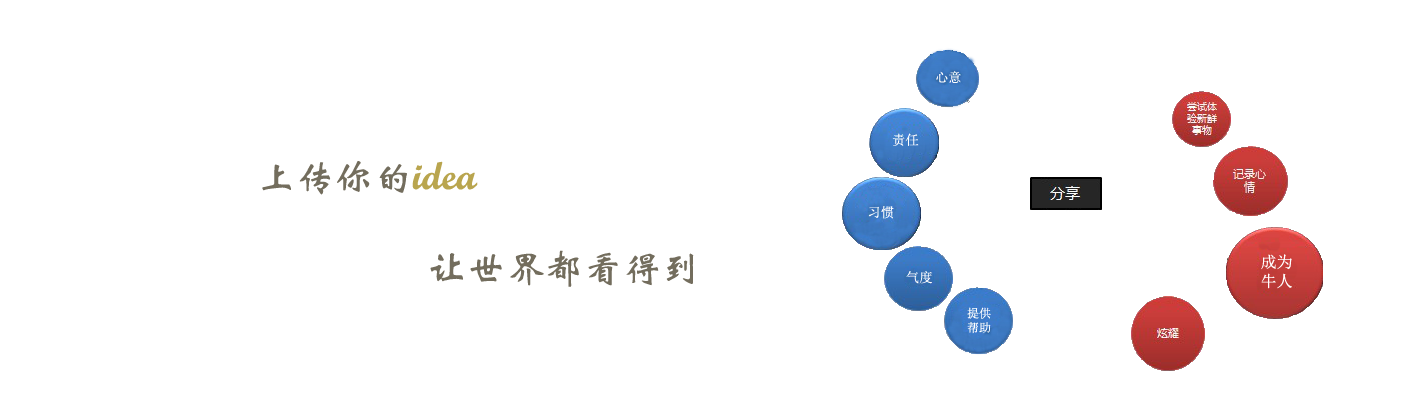 上传你的idea
让世界都看得到
心意
责任
习惯
气度
提供
帮助
分享
尝试体
验新鲜
事物
记录心
情
成为
牛人
炫耀